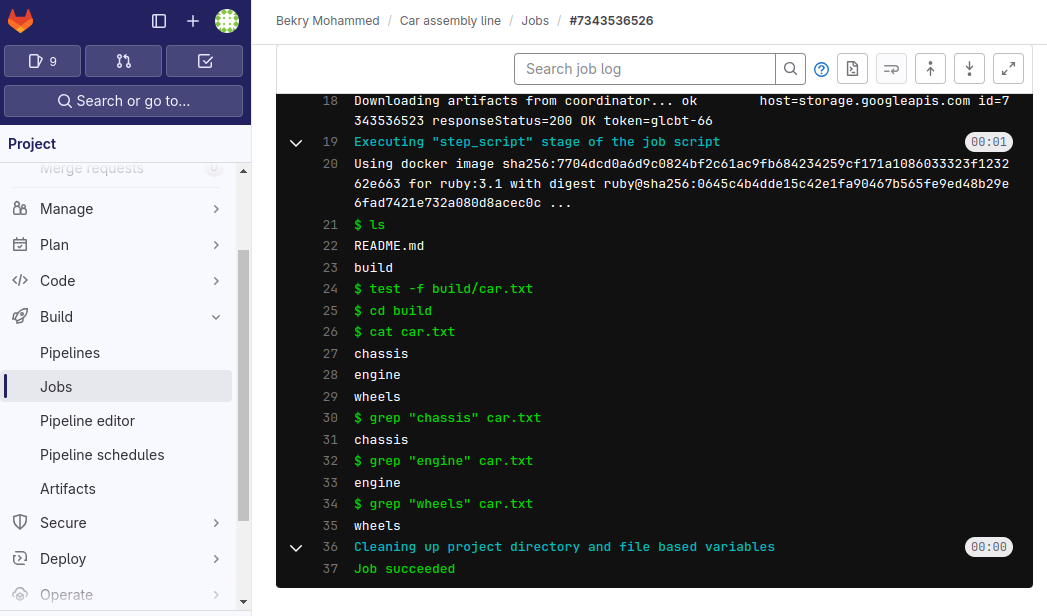 Bekry Mohammed / Car assembly line / Jobs / #7343536526
9
Search or go to...
Project
Merge requests 0
Manage
Plan
Code
Build
Pipelines
Jobs
Pipeline editor
Pipeline schedules
Artifacts
Secure
Deploy
Operate
Search job log
18 Downloading artifacts from coordinator... ok host=storage.googleapis.com id=7
343536523 responseStatus=200 OK token=glcbt-66
19 Executing "step_script" stage of the job script 00:01
20 Using docker image sha256:7704dcd0a6d9c0824bf2c61ac9fb684234259cf171a1086033323f1232
62e663 for ruby:3.1 with digest ruby@sha256:0645c4b4dde15c42e1fa90467b565fe9ed48b29e
6fad7421e732a080d8acec0c ...
21 $ ls
22 README.md
23 build
24 $ test -f build/car.txt
25 $ cd build
26 $ cat car.txt
27 chassis
28 engine
29 wheels
30 $ grep "chassis" car.txt
31 chassis
32 $ grep "engine" car.txt
33 engine
34 $ grep "wheels" car.txt
35 wheels
36 Cleaning up project directory and file based variables 00:00
37 Job succeeded